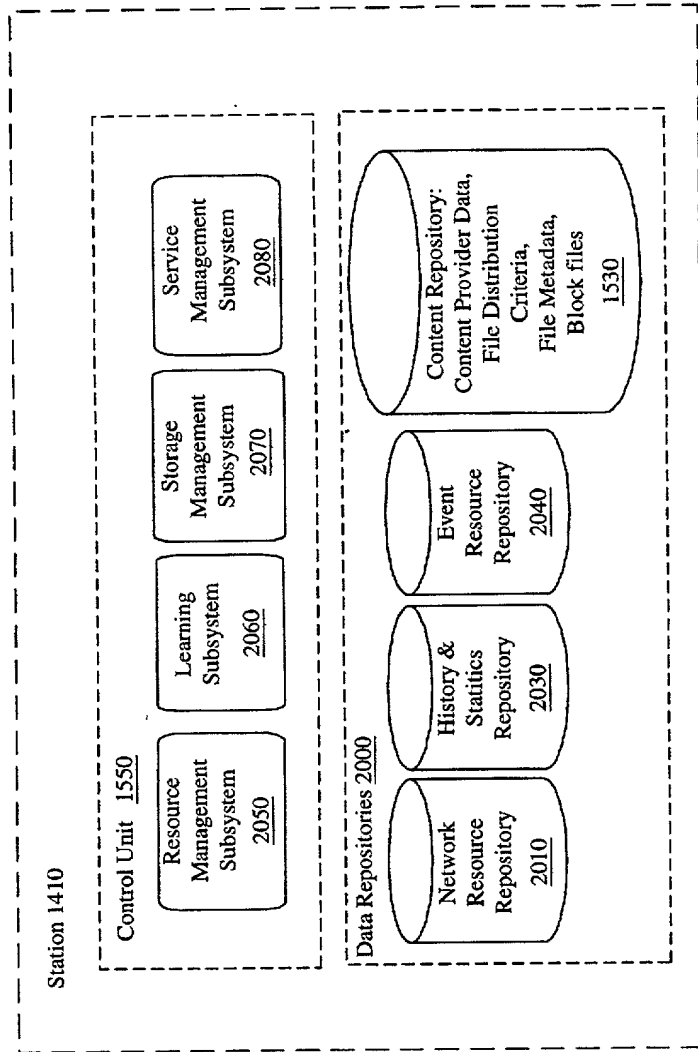 Station 1410
Control Unit 1550
Resource
Management
Subsystem
2050
Learning
Subsystem
2060
Storage
Management
Subsystem
2070
Service
Management
Subsystem
2080
Data Repositories 2000
Network
Resource
Repository
2010
History &
Statitics
Repository
2030
Event
Resource
Repository
2040
Content Repository:
Content Provider Data,
File Distribution
Criteria,
File Metadata,
Block files
1530